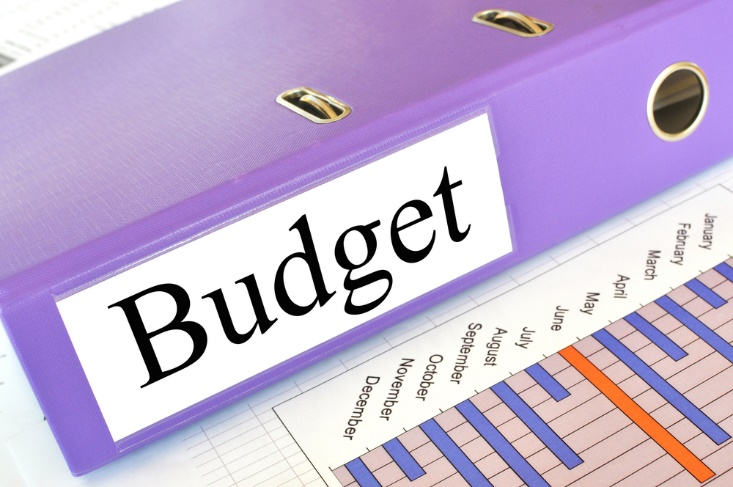 Budget
January
February
March
April
May
June
July
August
September
October
November
December